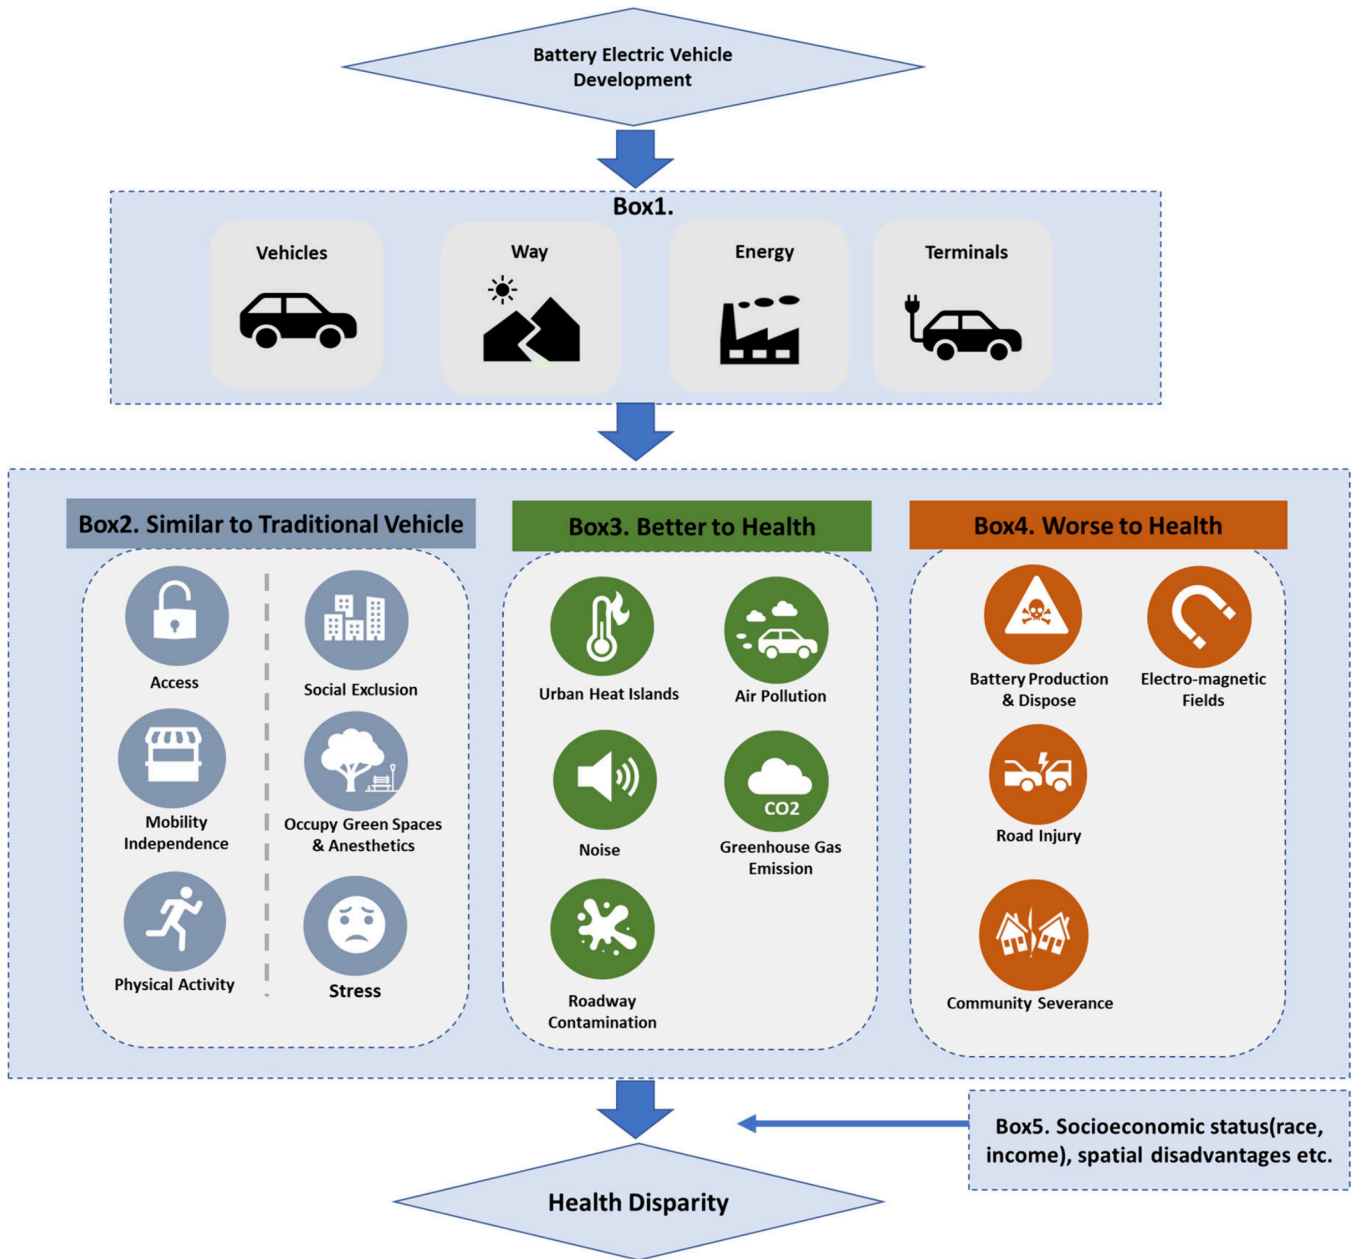 Battery Electric Vehicle
Development
Box1.
Vehicles
Way
Energy
Terminals
Box2. Similar to Traditional Vehicle
Access
Social Exclusion
Mobility
Independence
Occupy Green Spaces
& Anesthetics
Physical Activity
Stress
Box3. Better to Health
Urban Heat Islands
Air Pollution
Noise
CO2
Greenhouse Gas
Emission
Roadway
Contamination
Box4. Worse to Health
Battery Production
& Dispose
Electro-magnetic
Fields
Road Injury
Community Severance
Box5. Socioeconomic status(race,
income), spatial disadvantages etc.
Health Disparity